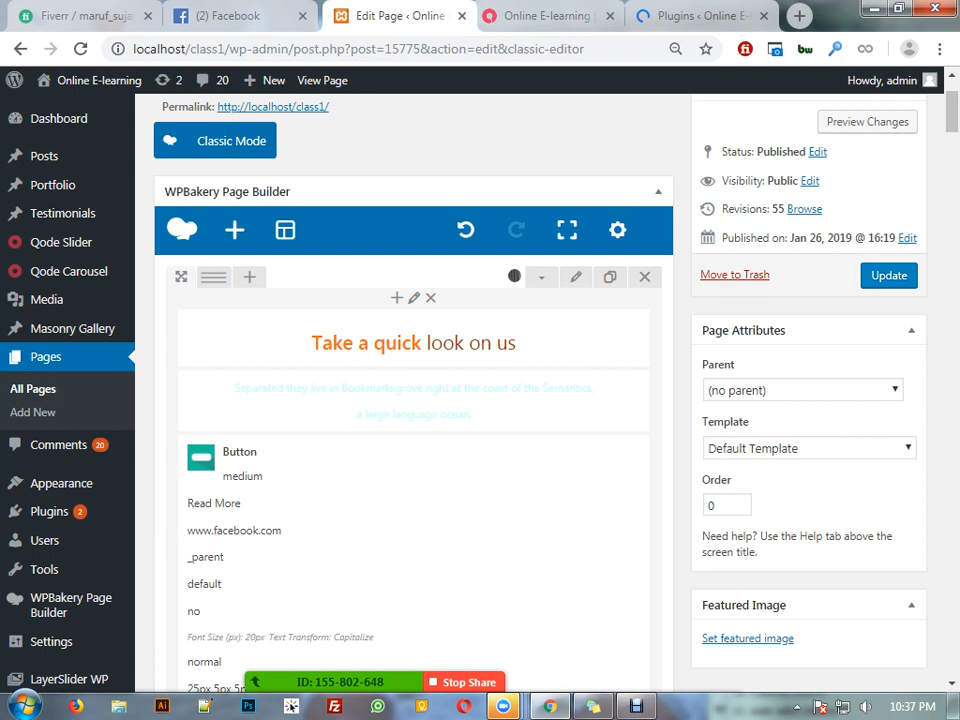 Fiverr / maruf_suja
(2) Facebook
Edit Page ‹ Online
Online E-learning |
Plugins ‹ Online E
localhost/class1/wp-admin/post.php?post=15775&action=edit&classic-editor
Online E-learning
2
20
New
View Page
Howdy, admin
Permalink: http://localhost/class1/
Classic Mode
Dashboard
Posts
Portfolio
Testimonials
Qode Slider
Qode Carousel
Media
Masonry Gallery
Pages
All Pages
Add New
Comments 20
Appearance
Plugins 2
Users
Tools
WPBakery Page
Builder
Settings
LayerSlider WP
WPBakery Page Builder
Take a quick look on us
Separated they live in Bookmarksgrove right at the coast of the Semantics,
a large language ocean.
Button
medium
Read More
www.facebook.com
_parent
default
no
Font Size (px): 20px Text Transform: Capitalize
normal
25px 5px 5p
Preview Changes
Status: Published Edit
Visibility: Public Edit
Revisions: 55 Browse
Published on: Jan 26, 2019 @ 16:19 Edit
Move to Trash
Update
Page Attributes
Parent
(no parent)
Template
Default Template
Order
0
Need help? Use the Help tab above the
screen title.
Featured Image
Set featured image
ID: 155-802-648
Stop Share
10:37 PM